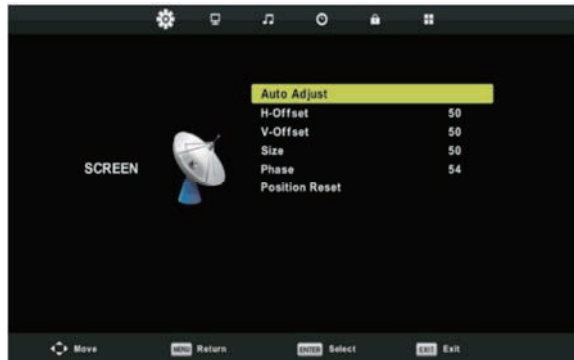 Auto Adjust
H-Offset 50
V-Offset 50
Size 50
SCREEN
Phase 54
Position Reset
Move MENU Return ENTER Select EXIT Exit